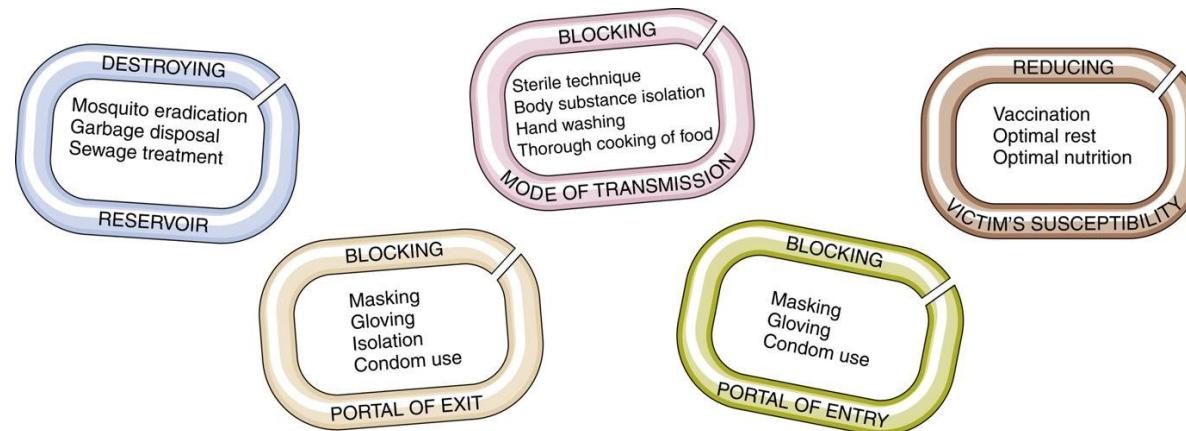 DESTROYING
Mosquito eradication
Garbage disposal
Sewage treatment
RESERVOIR
BLOCKING
Masking
Gloving
Isolation
Condom use
PORTAL OF EXIT
BLOCKING
Sterile technique
Body substance isolation
Hand washing
Thorough cooking of food
MODE OF TRANSMISSION
BLOCKING
Masking
Gloving
Condom use
PORTAL OF ENTRY
REDUCING
Vaccination
Optimal rest
Optimal nutrition
VICTIM'S SUSCEPTIBILITY